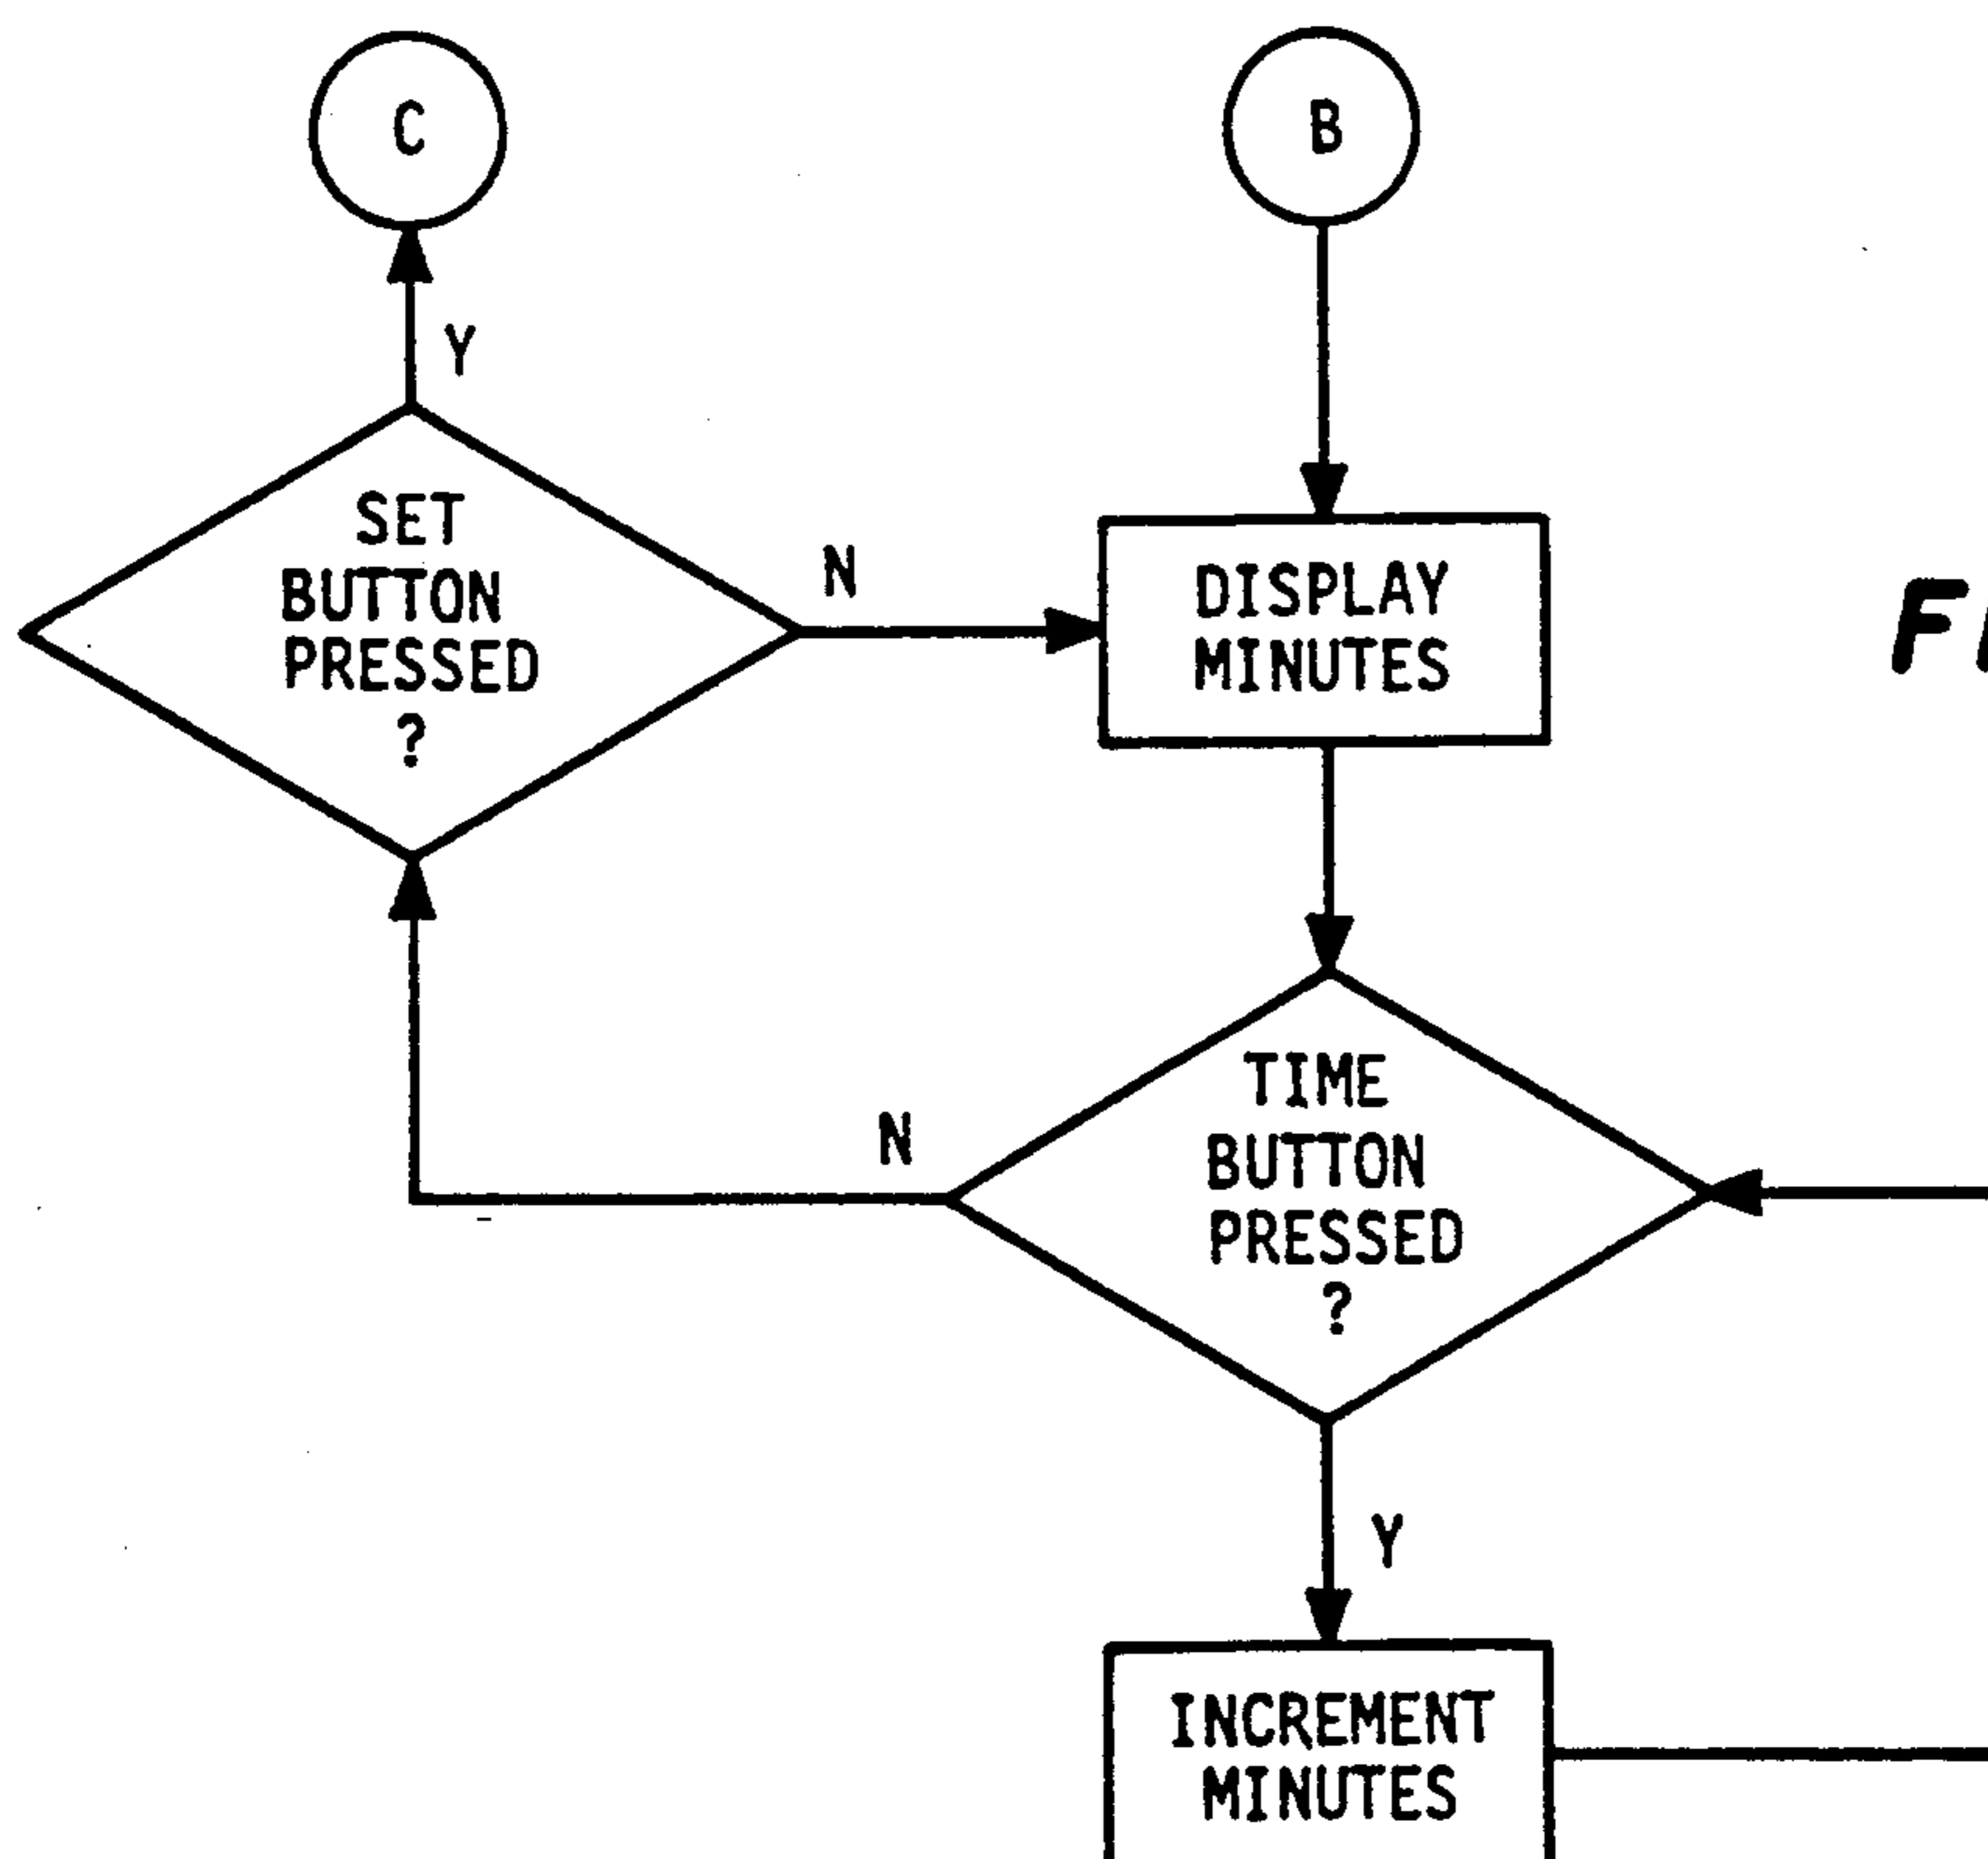 C
B
Y
SET
BUTTON
PRESSED
?
N
DISPLAY
MINUTES
N
TIME
BUTTON
PRESSED
?
Y
INCREMENT
MINUTES